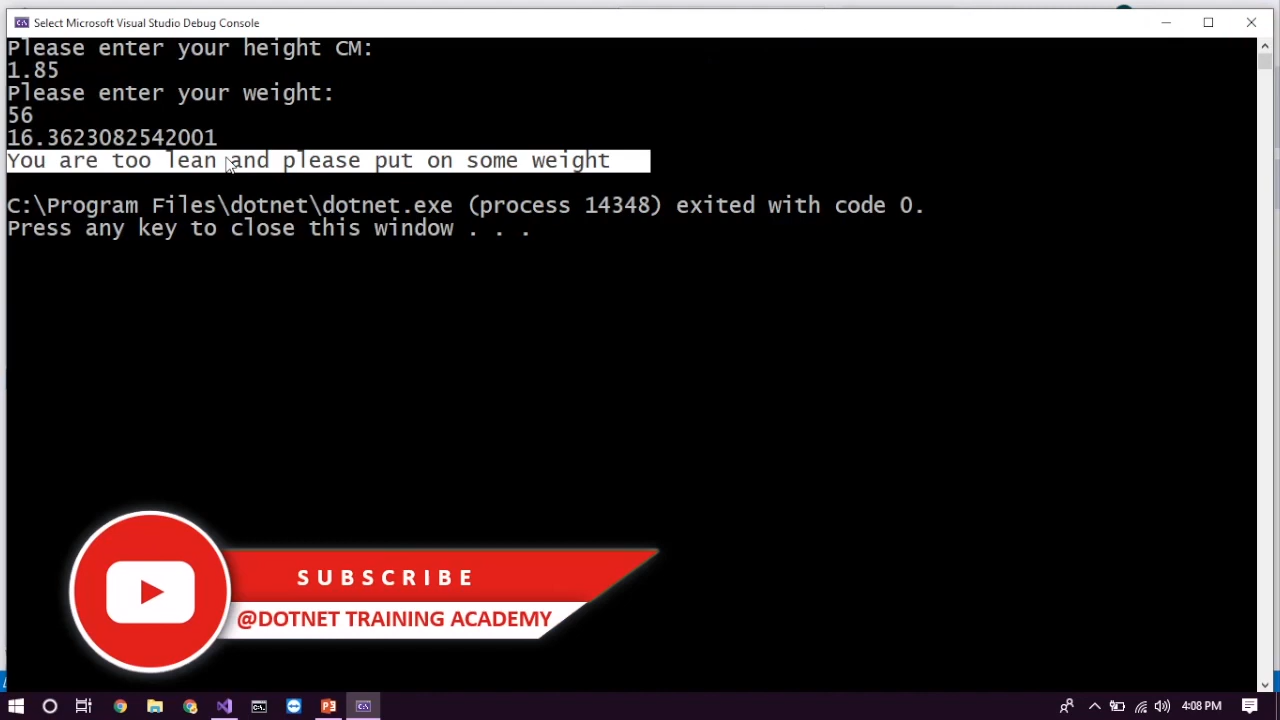 Select Microsoft Visual Studio Debug Console
Please enter your height CM:
1.85
Please enter your weight:
56
16.3623082542001
You are too lean and please put on some weight
C:\Program Files\dotnet\dotnet.exe (process 14348) exited with code 0.
Press any key to close this window . . .
SUBSCRIBE
@DOTNET TRAINING ACADEMY
4:08 PM